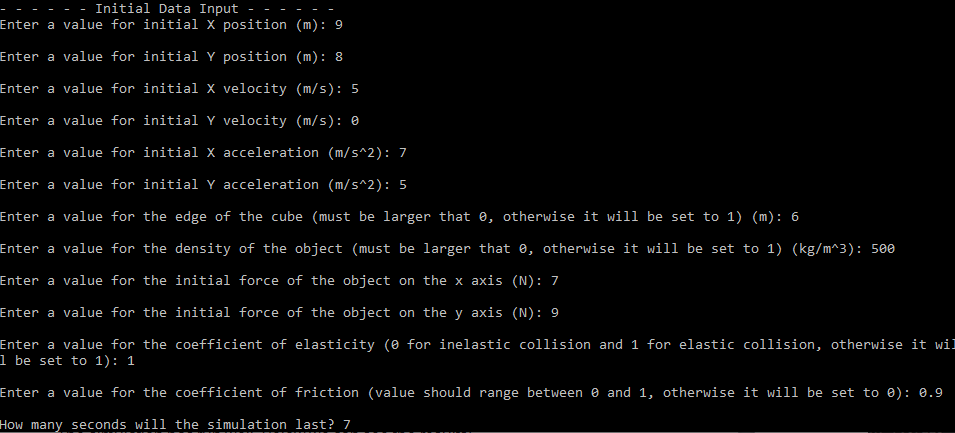 - - - - - - Initial Data Input - - - - - -
Enter a value for initial X position (m): 9
Enter a value for initial Y position (m): 8
Enter a value for initial X velocity (m/s): 5
Enter a value for initial Y velocity (m/s): 0
Enter a value for initial X acceleration (m/s^2): 7
Enter a value for initial Y acceleration (m/s^2): 5
Enter a value for the edge of the cube (must be larger that 0, otherwise it will be set to 1) (m): 6
Enter a value for the density of the object (must be larger that 0, otherwise it will be set to 1) (kg/m^3): 500
Enter a value for the initial force of the object on the x axis (N): 7
Enter a value for the initial force of the object on the y axis (N): 9
Enter a value for the coefficient of elasticity (0 for inelastic collision and 1 for elastic collision, otherwise it wil
l be set to 1): 1
Enter a value for the coefficient of friction (value should range between 0 and 1, otherwise it will be set to 0): 0.9
How many seconds will the simulation last? 7